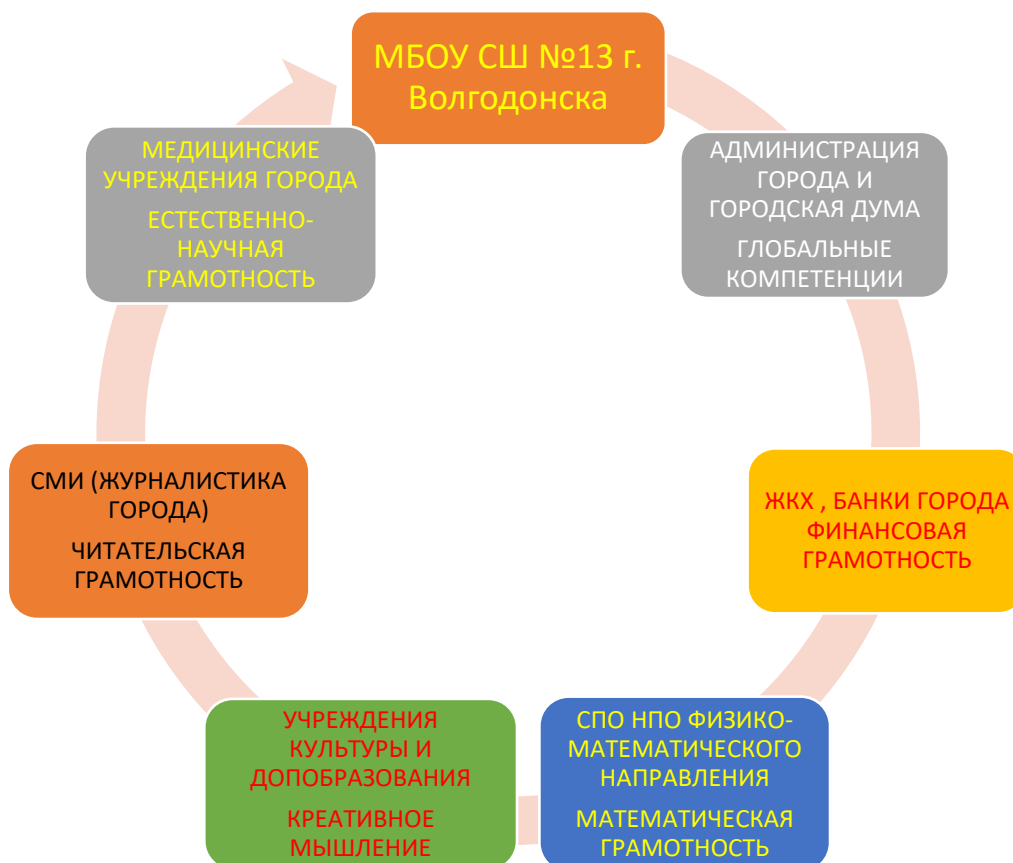 МБОУ СШ №13 г.
Волгодонска
АДМИНИСТРАЦИЯ
ГОРОДА И
ГОРОДСКАЯ ДУМА
ГЛОБАЛЬНЫЕ
КОМПЕТЕНЦИИ
ЖКХ , БАНКИ ГОРОДА
ФИНАНСОВАЯ
ГРАМОТНОСТЬ
СПО НПО ФИЗИКО-
МАТЕМАТИЧЕСКОГО
НАПРАВЛЕНИЯ
МАТЕМАТИЧЕСКАЯ
ГРАМОТНОСТЬ
УЧРЕЖДЕНИЯ
КУЛЬТУРЫ И
ДОПОБРАЗОВАНИЯ
КРЕАТИВНОЕ
МЫШЛЕНИЕ
СМИ (ЖУРНАЛИСТИКА
ГОРОДА)
ЧИТАТЕЛЬСКАЯ
ГРАМОТНОСТЬ
МЕДИЦИНСКИЕ
УЧРЕЖДЕНИЯ ГОРОДА
ЕСТЕСТВЕННО-
НАУЧНАЯ
ГРАМОТНОСТЬ